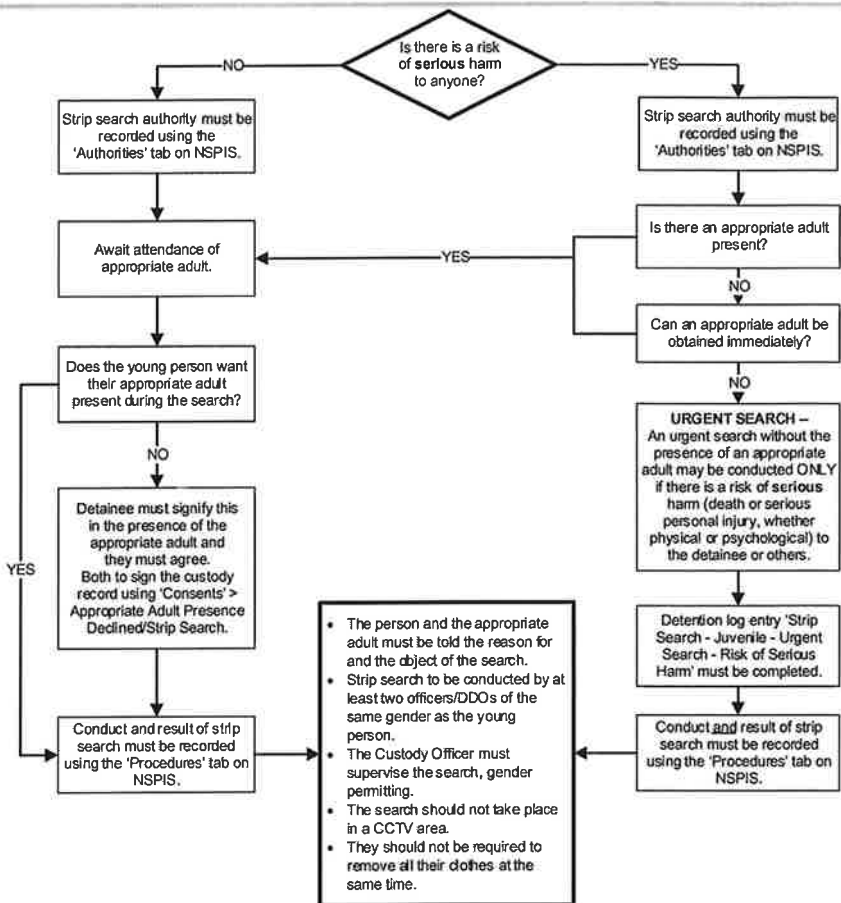 Is there is a risk
of serious harm
to anyone?
NO
YES
Strip search authority must be
recorded using the
'Authorities' tab on NSPIS.
Strip search authority must be
recorded using the
'Authorities' tab on NSPIS.
Await attendance of
appropriate adult.
YES
Is there an appropriate adult
present?
NO
Can an appropriate adult be
obtained immediately?
NO
Does the young person want
their appropriate adult
present during the search?
NO
YES
Detainee must signify this
in the presence of the
appropriate adult and
they must agree.
Both to sign the custody
record using 'Consents' >
Appropriate Adult Presence
Declined/Strip Search.
URGENT SEARCH –
An urgent search without the
presence of an appropriate
adult may be conducted ONLY
if there is a risk of serious
harm (death or serious
personal injury, whether
physical or psychological) to
the detainee or others.
Detention log entry 'Strip
Search - Juvenile - Urgent
Search - Risk of Serious
Harm' must be completed.
Conduct and result of strip
search must be recorded
using the 'Procedures' tab on
NSPIS.
• The person and the appropriate
adult must be told the reason for
and the object of the search.
• Strip search to be conducted by at
least two officers/DDOs of the
same gender as the young
person.
• The Custody Officer must
supervise the search, gender
permitting.
• The search should not take place
in a CCTV area.
• They should not be required to
remove all their clothes at the
same time.
Conduct and result of strip
search must be recorded
using the 'Procedures' tab on
NSPIS.